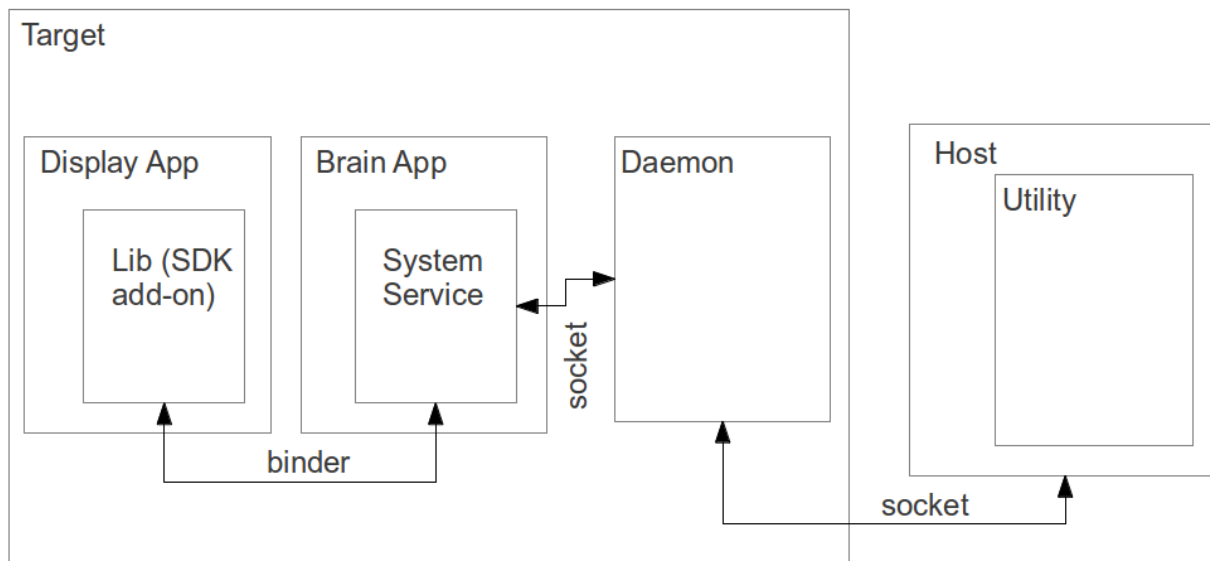 Target
Display App
Brain App
Daemon
Host
Utility
Lib (SDK
add-on)
System
Service
socket
binder
socket